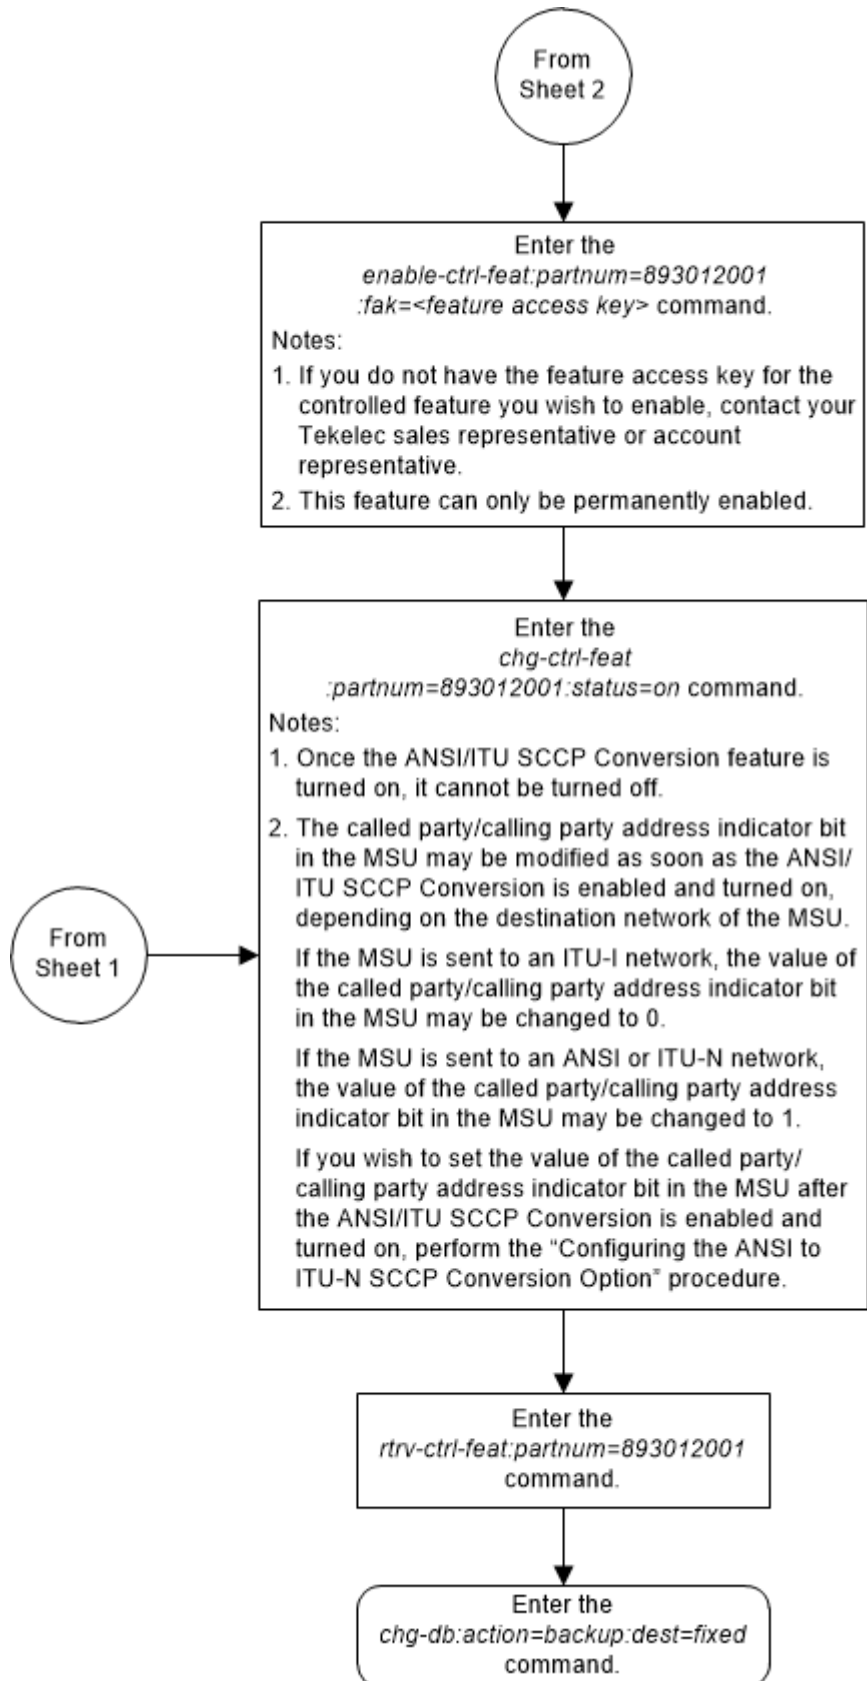 From
Sheet 2
Enter the
enable-ctrl-feat:partnum=893012001
:fak=<feature access key> command.
Notes:
1. If you do not have the feature access key for the
controlled feature you wish to enable, contact your
Tekelec sales representative or account
representative.
2. This feature can only be permanently enabled.
Enter the
chg-ctrl-feat
:partnum=893012001:status=on command.
Notes:
1. Once the ANSI/ITU SCCP Conversion feature is
turned on, it cannot be turned off.
2. The called party/calling party address indicator bit
in the MSU may be modified as soon as the ANSI/
ITU SCCP Conversion is enabled and turned on,
depending on the destination network of the MSU.
If the MSU is sent to an ITU-I network, the value of
the called party/calling party address indicator bit
in the MSU may be changed to 0.
If the MSU is sent to an ANSI or ITU-N network,
the value of the called party/calling party address
indicator bit in the MSU may be changed to 1.
If you wish to set the value of the called party/
calling party address indicator bit in the MSU after
the ANSI/ITU SCCP Conversion is enabled and
turned on, perform the “Configuring the ANSI to
ITU-N SCCP Conversion Option” procedure.
From
Sheet 1
Enter the
rtrv-ctrl-feat:partnum=893012001
command.
Enter the
chg-db:action=backup:dest=fixed
command.